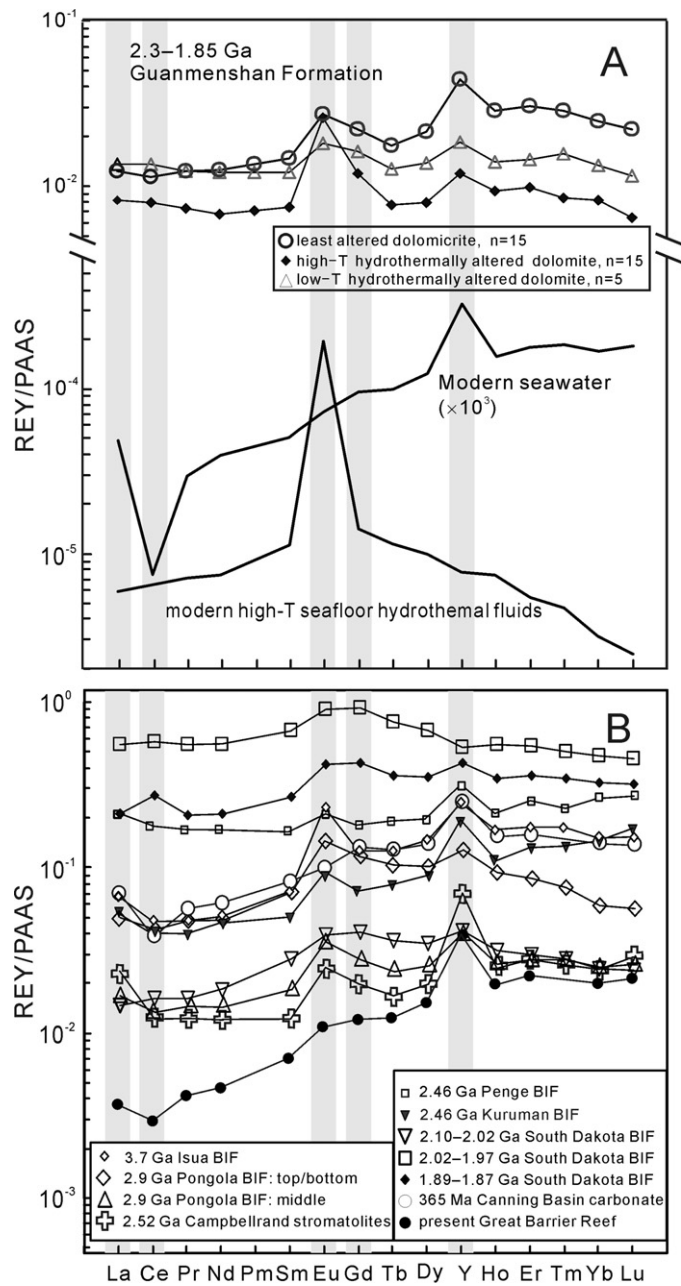 10⁻¹
2.3–1.85 Ga
Guanmenshan Formation
A
10⁻²
least altered dolomicrite, n=15
high-T hydrothermally altered dolomite, n=15
low-T hydrothermally altered dolomite, n=5
REY/PAAS
10⁻⁴
Modern seawater
(×10³)
10⁻⁵
modern high-T seafloor hydrothemal fluids
10⁰
B
10⁻¹
REY/PAAS
10⁻²
10⁻³
3.7 Ga Isua BIF
2.9 Ga Pongola BIF: top/bottom
2.9 Ga Pongola BIF: middle
2.52 Ga Campbellrand stromatolites
2.46 Ga Penge BIF
2.46 Ga Kuruman BIF
2.10–2.02 Ga South Dakota BIF
2.02–1.97 Ga South Dakota BIF
1.89–1.87 Ga South Dakota BIF
365 Ma Canning Basin carbonate
present Great Barrier Reef
La Ce Pr Nd Pm Sm Eu Gd Tb Dy Y Ho Er Tm Yb Lu